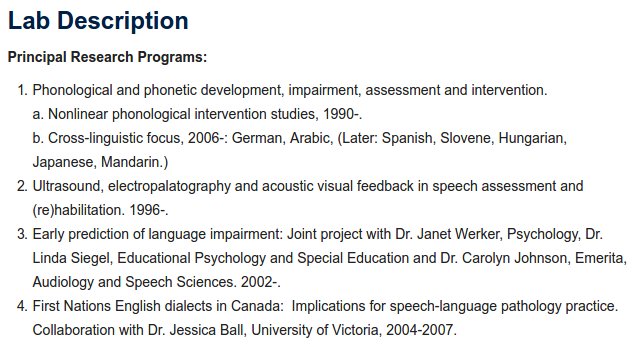 Lab Description
Principal Research Programs:
1. Phonological and phonetic development, impairment, assessment and intervention.
a. Nonlinear phonological intervention studies, 1990-.
b. Cross-linguistic focus, 2006-: German, Arabic, (Later: Spanish, Slovene, Hungarian,
Japanese, Mandarin.)
2. Ultrasound, electropalatography and acoustic visual feedback in speech assessment and
(re)habilitation. 1996-.
3. Early prediction of language impairment: Joint project with Dr. Janet Werker, Psychology, Dr.
Linda Siegel, Educational Psychology and Special Education and Dr. Carolyn Johnson, Emerita,
Audiology and Speech Sciences. 2002-.
4. First Nations English dialects in Canada:  Implications for speech-language pathology practice.
Collaboration with Dr. Jessica Ball, University of Victoria, 2004-2007.